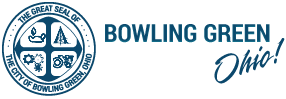 THE GREAT SEAL OF
THE CITY OF BOWLING GREEN, OHIO
BOWLING GREEN
Ohio!